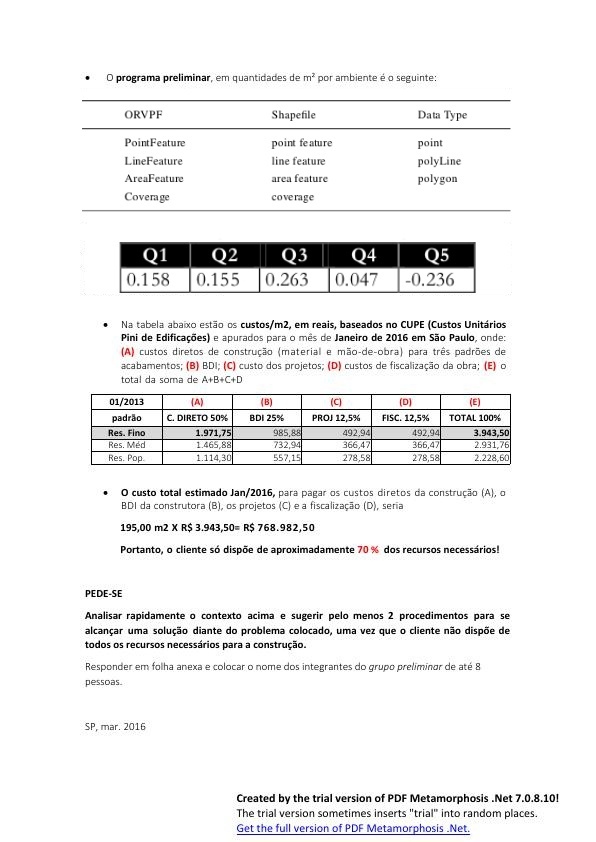 • O programa preliminar, em quantidades de m² por ambiente é o seguinte:
ORVPF Shapefile Data Type
PointFeature point feature point
LineFeature line feature polyLine
AreaFeature area feature polygon
Coverage coverage
Q1 Q2 Q3 Q4 Q5
0.158 0.155 0.263 0.047 -0.236
• Na tabela abaixo estão os custos/m2, em reais, baseados no CUPE (Custos Unitários
Pini de Edificações) e apurados para o mês de Janeiro de 2016 em São Paulo, onde:
(A) custos diretos de construção (material e mão-de-obra) para três padrões de
acabamentos; (B) BDI; (C) custo dos projetos; (D) custos de fiscalização da obra; (E) o
total da soma de A+B+C+D
01/2013 (A) (B) (C) (D) (E)
padrão C. DIRETO 50% BDI 25% PROJ 12,5% FISC. 12,5% TOTAL 100%
Res. Fino 1.971,75 985,88 492,94 492,94 3.943,50
Res. Méd 1.465,88 732,94 366,47 366,47 2.931,76
Res. Pop. 1.114,30 557,15 278,58 278,58 2.228,60
• O custo total estimado Jan/2016, para pagar os custos diretos da construção (A), o
BDI da construtora (B), os projetos (C) e a fiscalização (D), seria
195,00 m2 X R$ 3.943,50= R$ 768.982,50
Portanto, o cliente só dispõe de aproximadamente 70 % dos recursos necessários!
PEDE-SE
Analisar rapidamente o contexto acima e sugerir pelo menos 2 procedimentos para se
alcançar uma solução diante do problema colocado, uma vez que o cliente não dispõe de
todos os recursos necessários para a construção.
Responder em folha anexa e colocar o nome dos integrantes do grupo preliminar de até 8
pessoas.
SP, mar. 2016
Created by the trial version of PDF Metamorphosis .Net 7.0.8.10!
The trial version sometimes inserts "trial" into random places.
Get the full version of PDF Metamorphosis .Net.